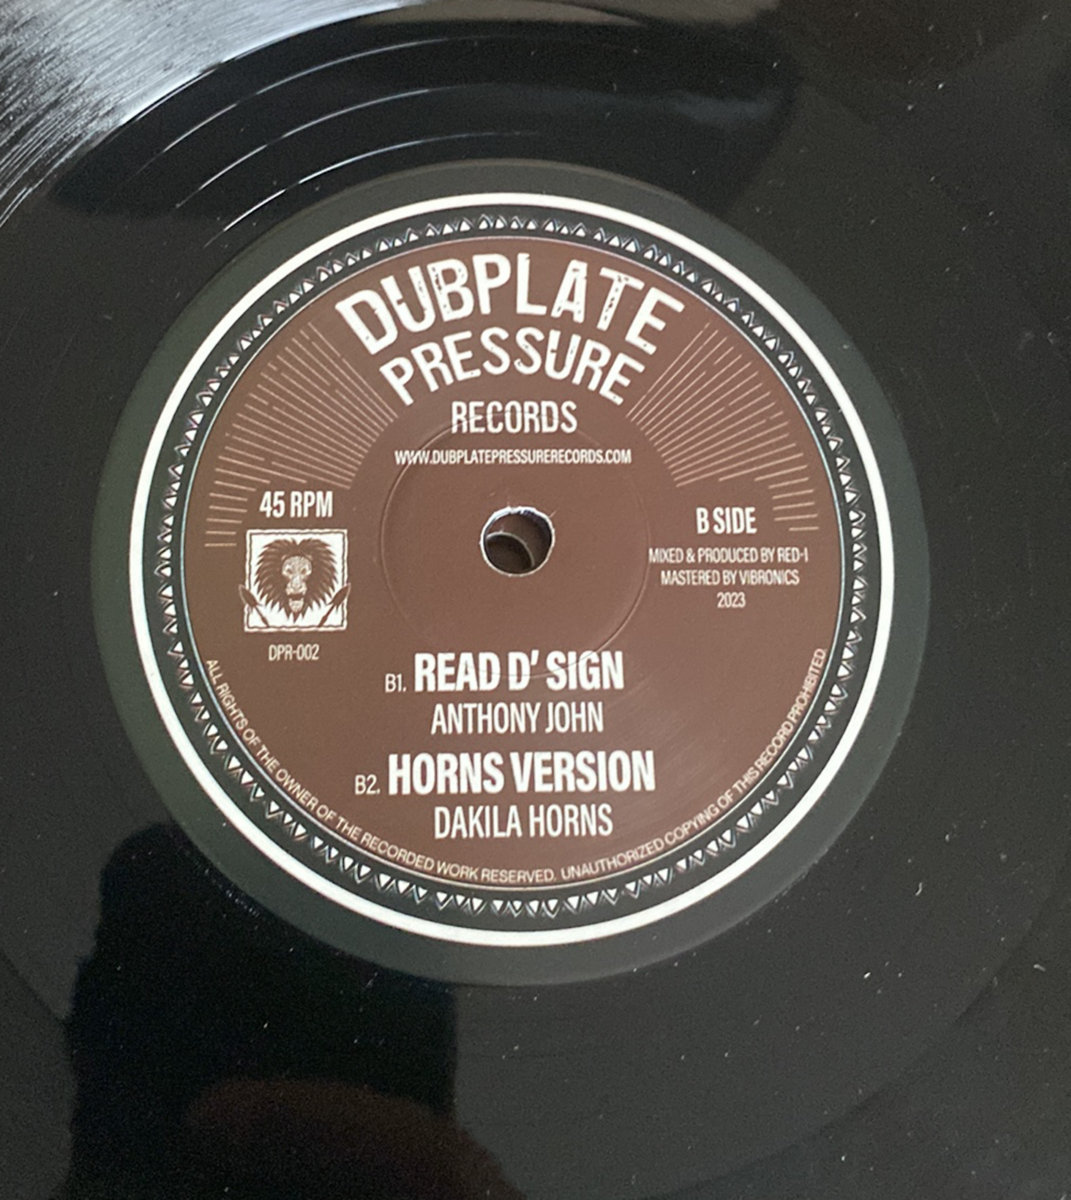 DUBPLATE
PRESSURE
RECORDS
WWW.DUBPLATEPRESSURERECORDS.COM
45 RPM
DPR-002
B SIDE
MIXED & PRODUCED BY RED-I
MASTERED BY VIBRONICS
2023
B1. READ D' SIGN
ANTHONY JOHN
B2. HORNS VERSION
DAKILA HORNS
ALL RIGHTS OF THE OWNER OF THE RECORDED WORK RESERVED. UNAUTHORIZED COPYING OF THIS RECORD PROHIBITED.